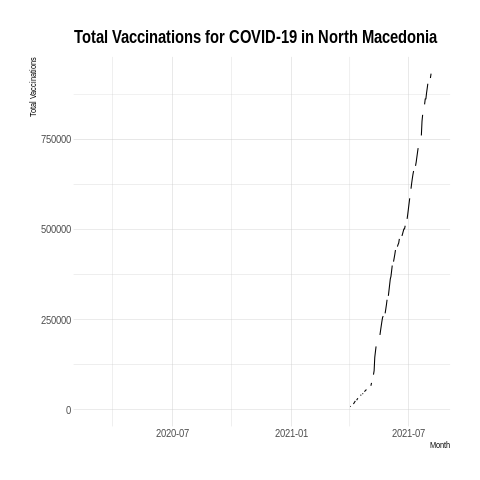 Total Vaccinations for COVID-19 in North Macedonia
Total Vaccinations
750000
500000
250000
0
2020-07
2021-01
2021-07
Month